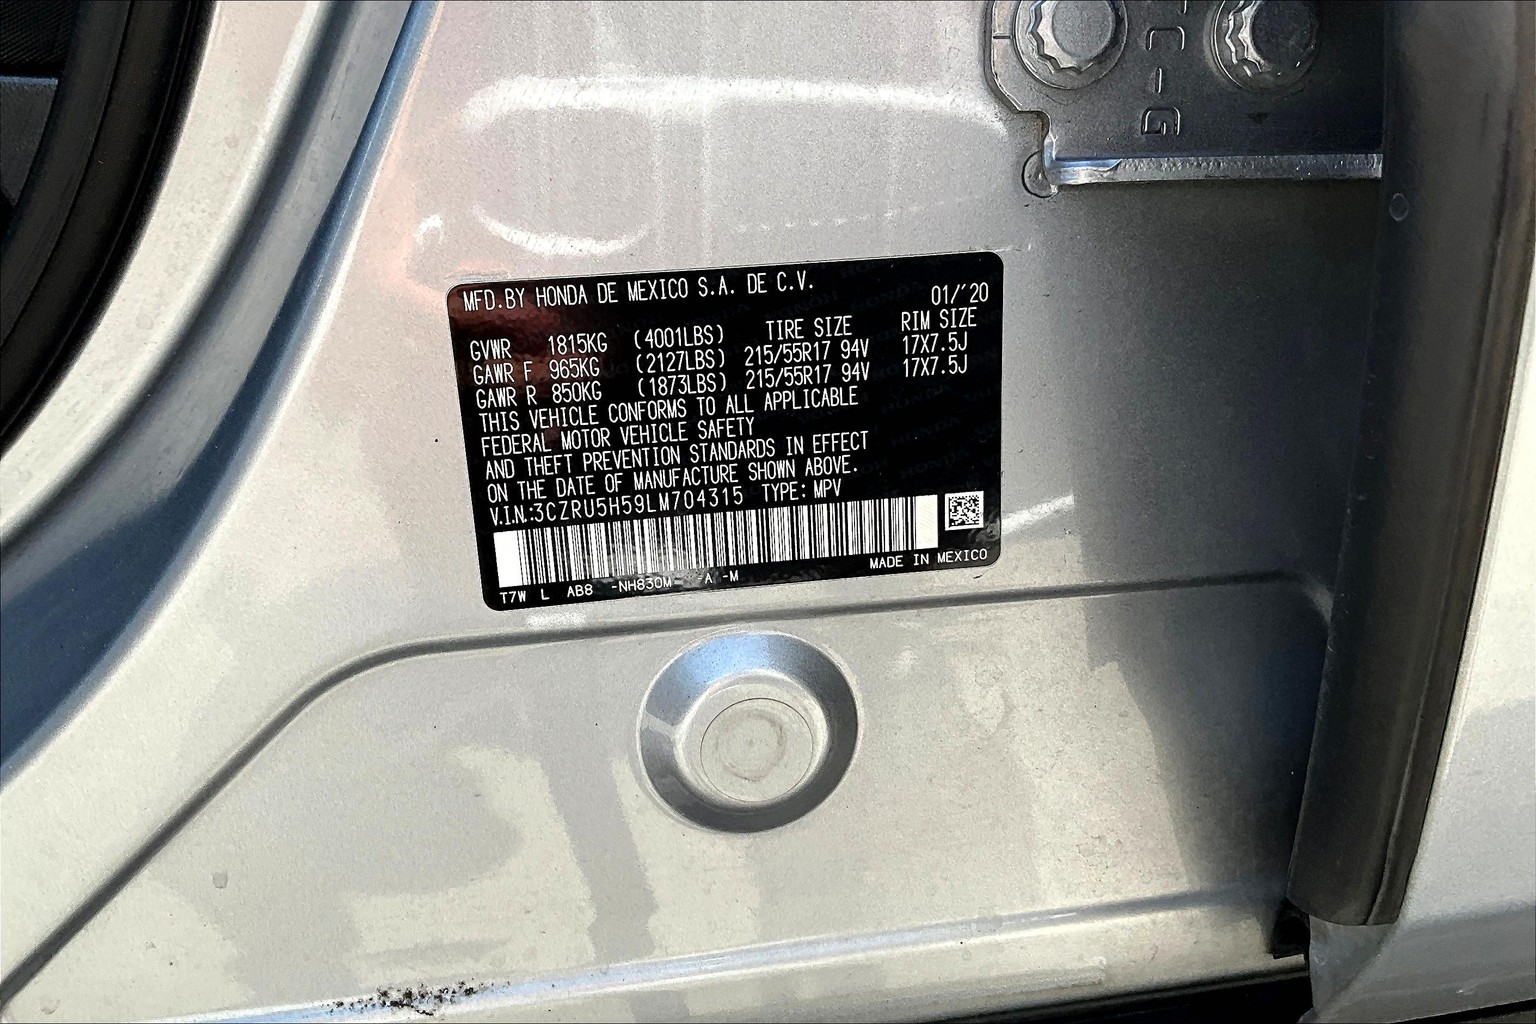 MFD.BY HONDA DE MEXICO S.A. DE C.V.
01/'20
TIRE SIZE RIM SIZE
GVWR 1815KG (4001LBS)
GAWR F 965KG (2127LBS) 215/55R17 94V 17X7.5J
GAWR R 850KG (1873LBS) 215/55R17 94V 17X7.5J
THIS VEHICLE CONFORMS TO ALL APPLICABLE
FEDERAL MOTOR VEHICLE SAFETY
AND THEFT PREVENTION STANDARDS IN EFFECT
ON THE DATE OF MANUFACTURE SHOWN ABOVE.
V.I.N.:3CZRU5H59LM704315 TYPE: MPV
MADE IN MEXICO
T7W L AB8 -NH830M- -A -M